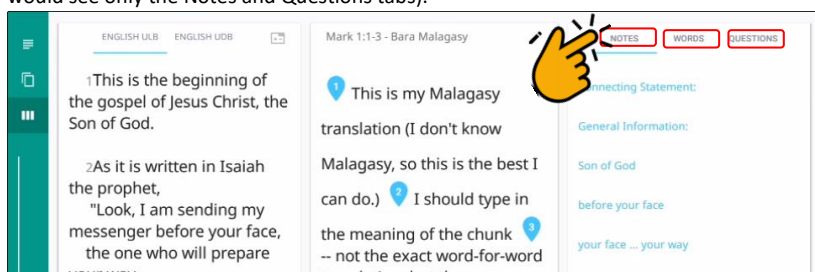 would see only the Notes and Questions tabs).
ENGLISH ULB ENGLISH UDB
1This is the beginning of
the gospel of Jesus Christ, the
Son of God.
2As it is written in Isaiah
the prophet,
"Look, I am sending my
messenger before your face,
the one who will prepare
Mark 1:1-3 - Bara Malagasy
1 This is my Malagasy
translation (I don't know
Malagasy, so this is the best I
can do.) 2 I should type in
the meaning of the chunk 3
-- not the exact word-for-word
NOTES WORDS QUESTIONS
Connecting Statement:
General Information:
Son of God
before your face
your face ... your way